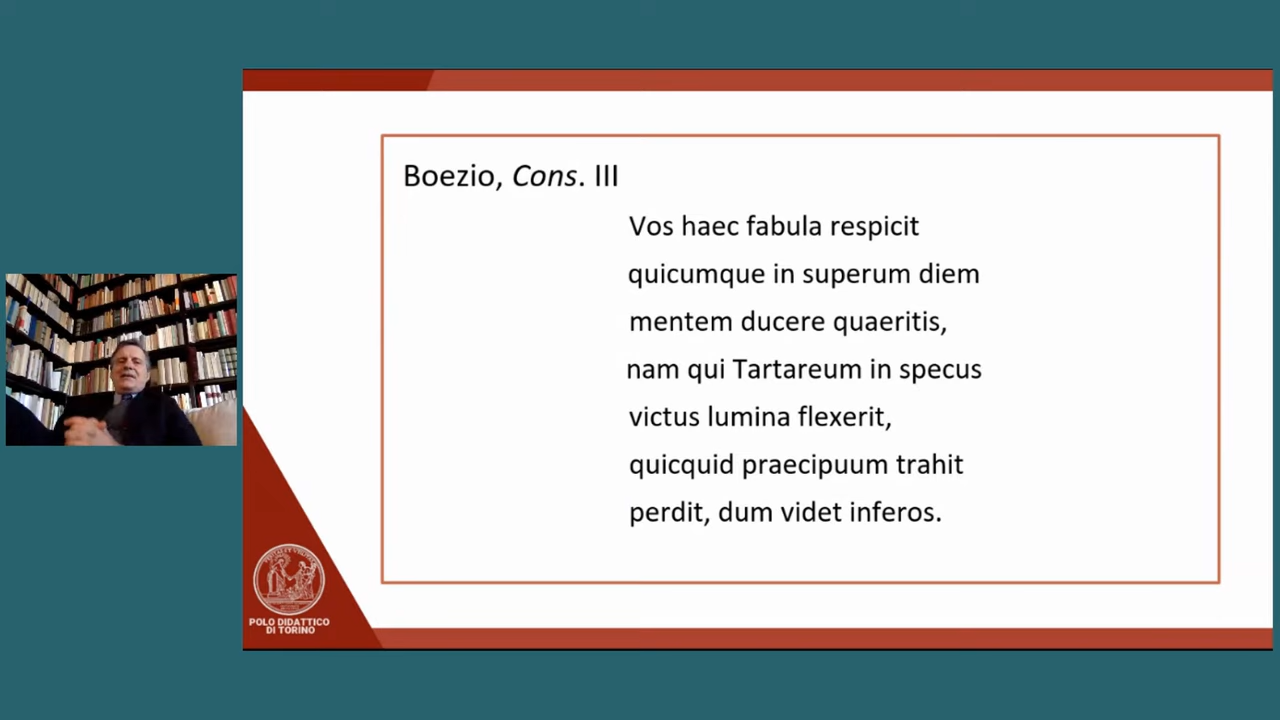 Boezio, Cons. III
Vos haec fabula respicit
quicumque in superum diem
mentem ducere quaeritis,
nam qui Tartareum in specus
victus lumina flexerit,
quicquid praecipuum trahit
perdit, dum videt inferos.
POLO DIDATTICO
DI TORINO